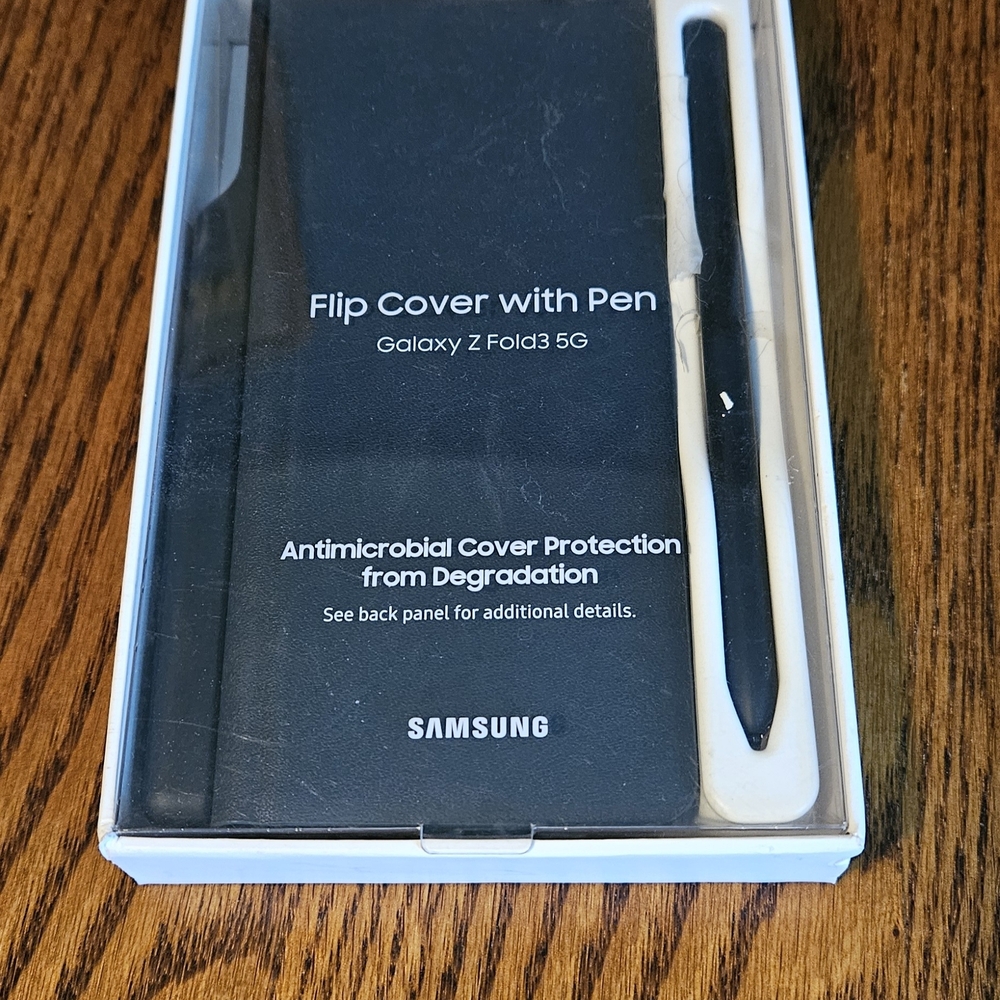 Flip Cover with Pen
Galaxy Z Fold3 5G
Antimicrobial Cover Protection
from Degradation
See back panel for additional details.
SAMSUNG